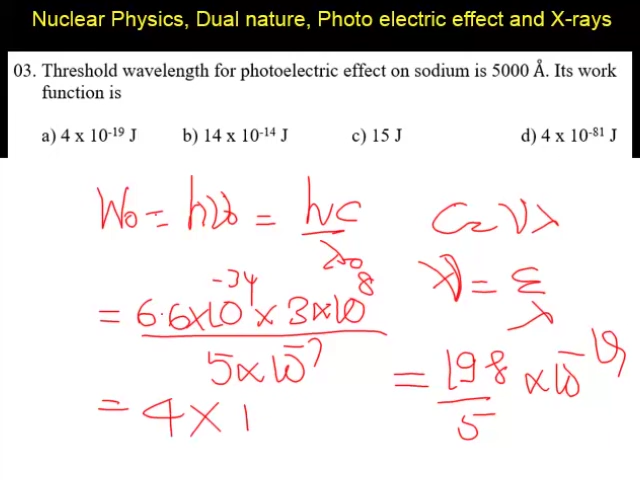 Nuclear Physics, Dual nature, Photo electric effect and X-rays
03. Threshold wavelength for photoelectric effect on sodium is 5000 Å. Its work
function is
a) 4 x 10⁻¹⁹ J b) 14 x 10⁻¹⁴ J c) 15 J d) 4 x 10⁻⁸¹ J
W₀ = hν₀ = hc/λ₀ C = νλ
= 6.6×10⁻³⁴ × 3×10⁸ / 5×10⁻⁷ ν = c/λ
= 19.8/5 ×10⁻¹⁹
= 4 × 1